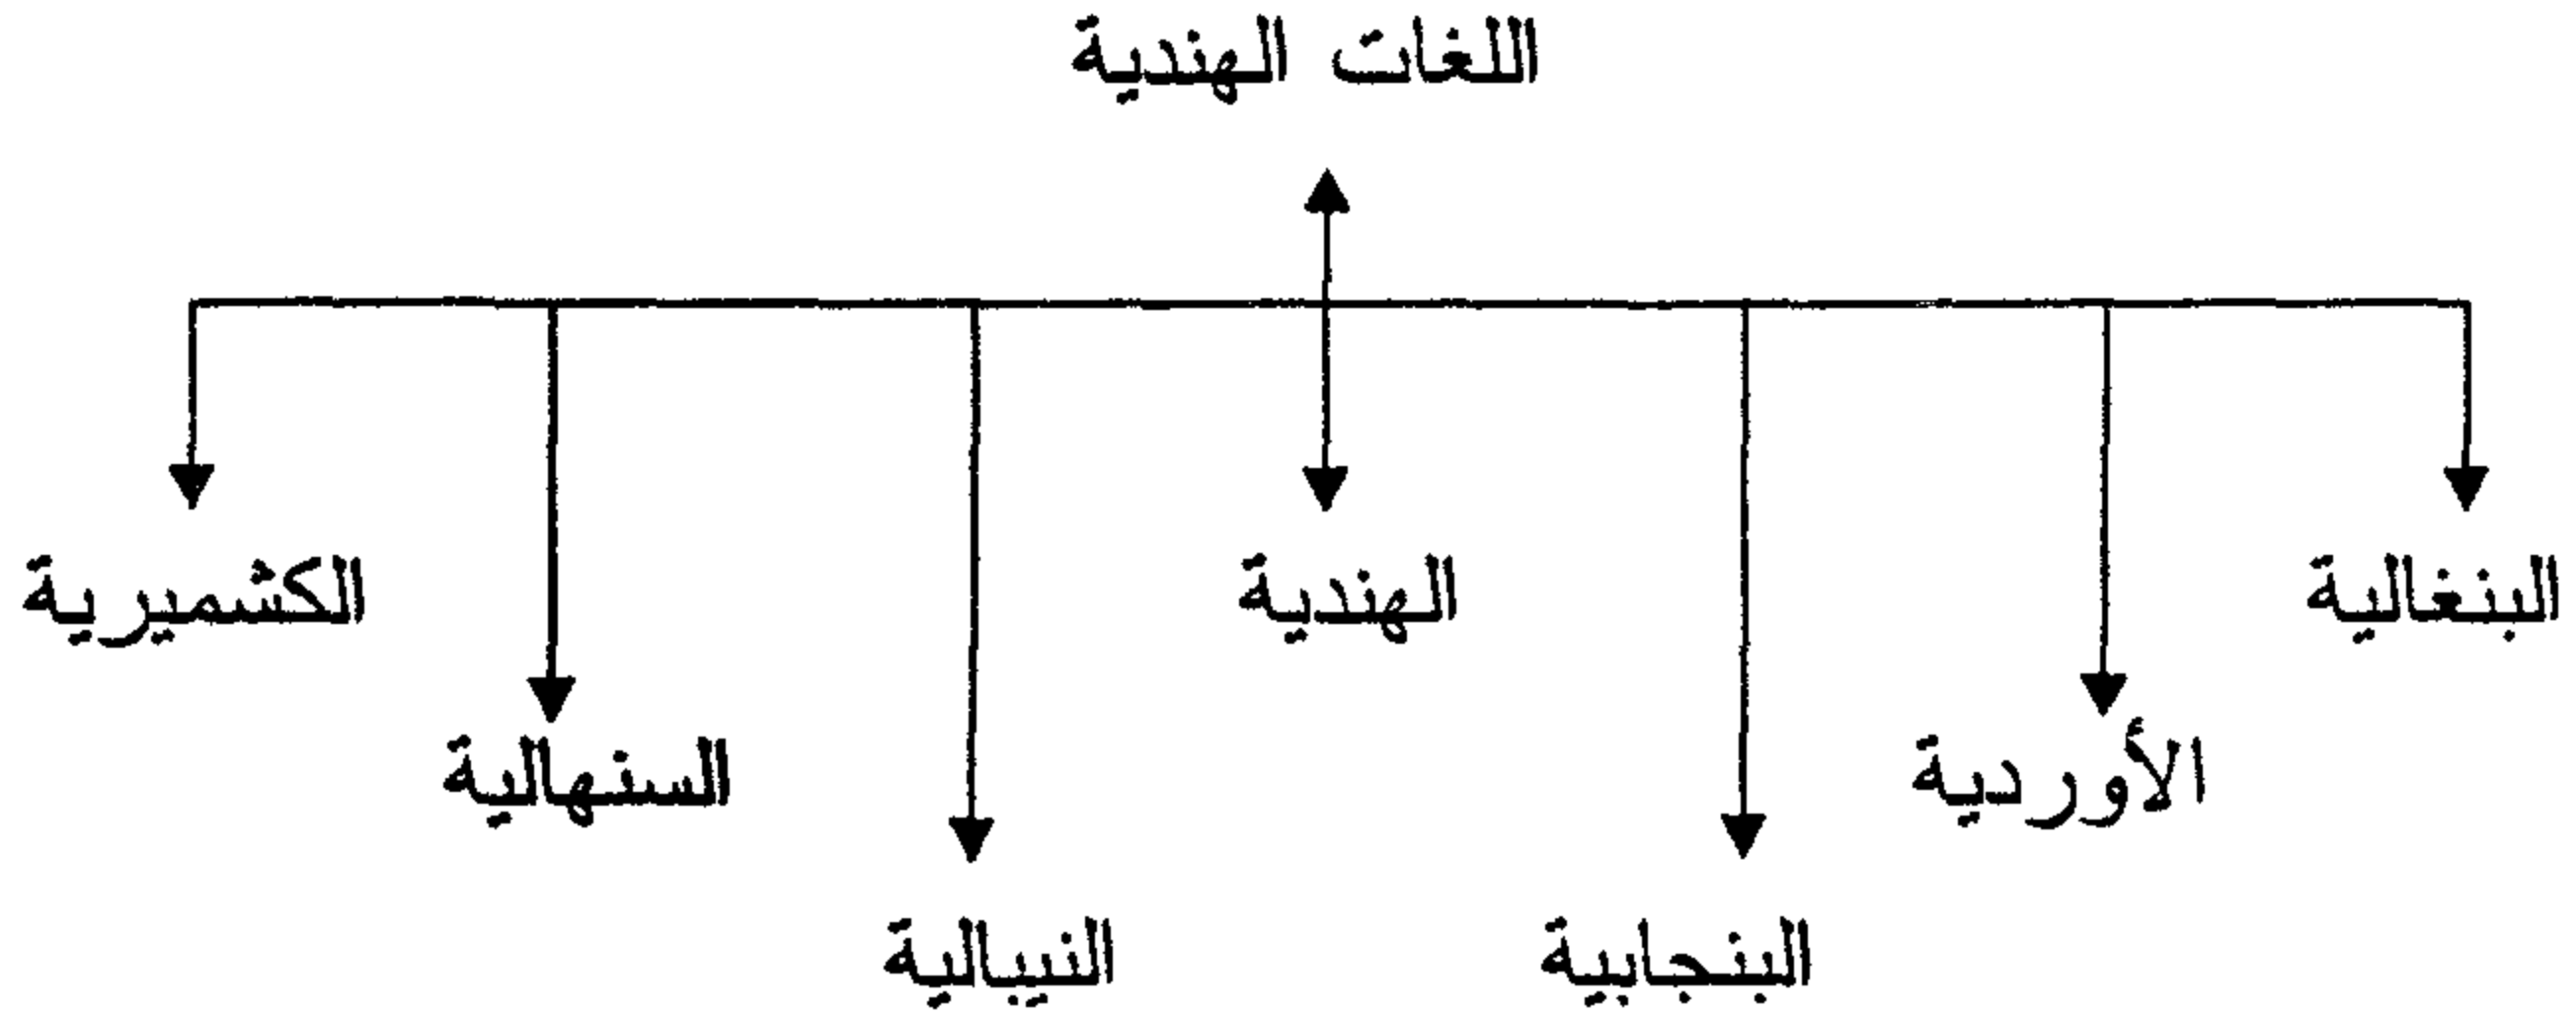 اللغات الهندية
البنغالية
الهندية
الكشميرية
الأوردية
السنهالية
البنجابية
النيبالية